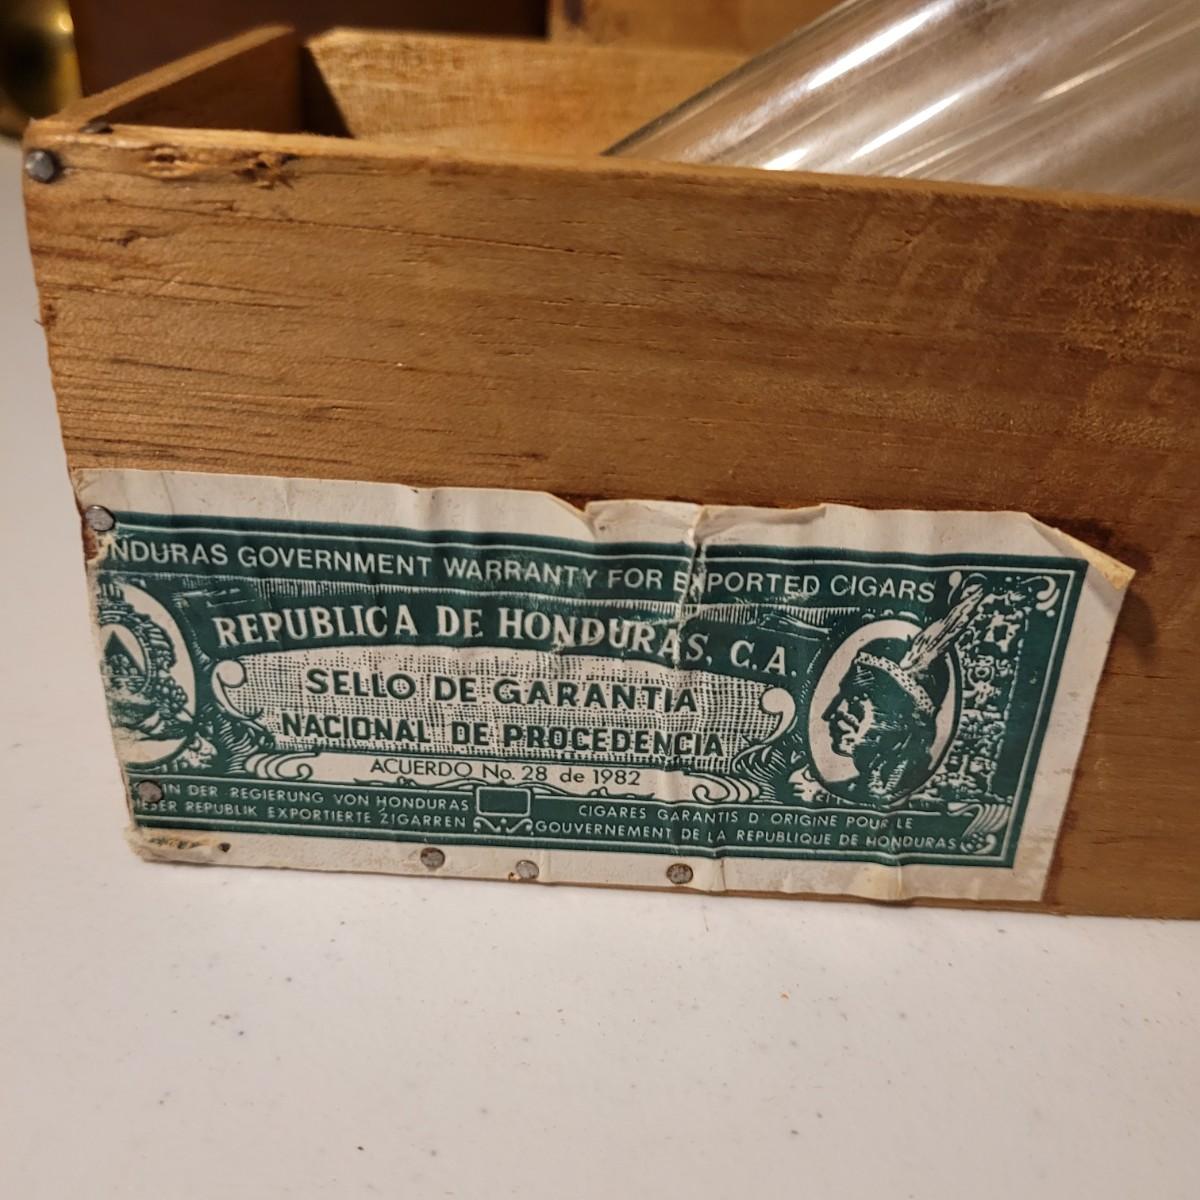 NDURAS GOVERNMENT WARRANTY FOR EXPORTED CIGARS
REPUBLICA DE HONDURAS, C.A.
SELLO DE GARANTIA
NACIONAL DE PROCEDENCIA
ACUERDO No. 28 de 1982
IN DER REGIERUNG VON HONDURAS
DER REPUBLIK EXPORTIERTE ZIGARREN
CIGARES GARANTIS D'ORIGINE POUR LE
GOUVERNEMENT DE LA REPUBLIQUE DE HONDURAS